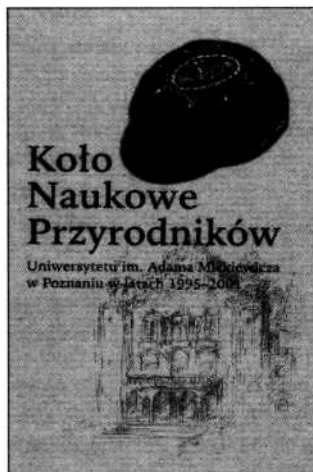 Koło
Naukowe
Przyrodników
Uniwersytetu im. Adama Mickiewicza
w Poznaniu w latach